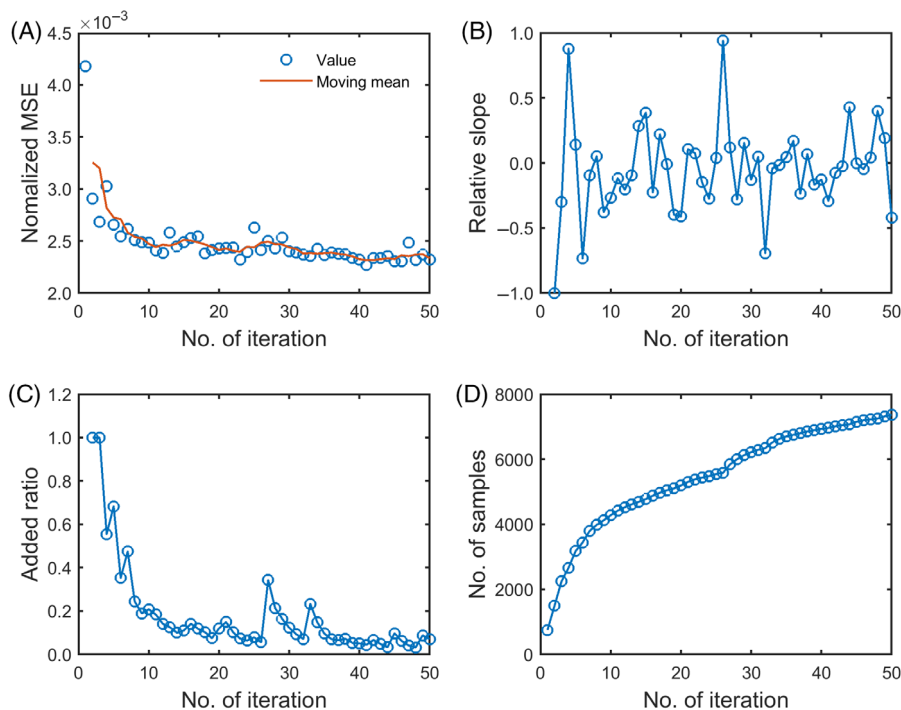 (A)
×10⁻³
4.5
4.0
3.5
3.0
2.5
2.0
Nomalized MSE
Value
Moving mean
0 10 20 30 40 50
No. of iteration
(B)
1.0
0.5
0.0
−0.5
−1.0
Relative slope
0 10 20 30 40 50
No. of iteration
(C)
1.2
1.0
0.8
0.6
0.4
0.2
0.0
Added ratio
0 10 20 30 40 50
No. of iteration
(D)
8000
6000
4000
2000
0
No. of samples
0 10 20 30 40 50
No. of iteration